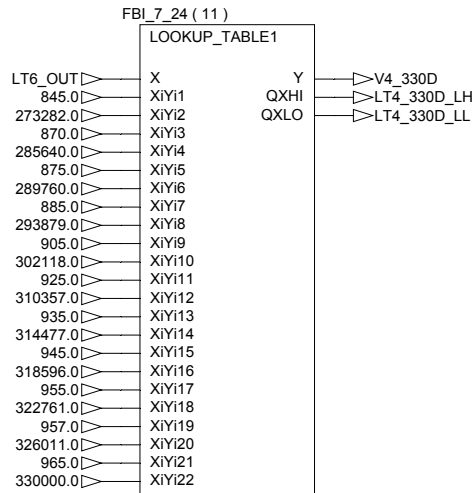 FBI_7_24 ( 11 )
LOOKUP_TABLE1
LT6_OUT X Y V4_330D
845.0 XiYi1 QXHI LT4_330D_LH
273282.0 XiYi2 QXLO LT4_330D_LL
870.0 XiYi3
285640.0 XiYi4
875.0 XiYi5
289760.0 XiYi6
885.0 XiYi7
293879.0 XiYi8
905.0 XiYi9
302118.0 XiYi10
925.0 XiYi11
310357.0 XiYi12
935.0 XiYi13
314477.0 XiYi14
945.0 XiYi15
318596.0 XiYi16
955.0 XiYi17
322761.0 XiYi18
957.0 XiYi19
326011.0 XiYi20
965.0 XiYi21
330000.0 XiYi22